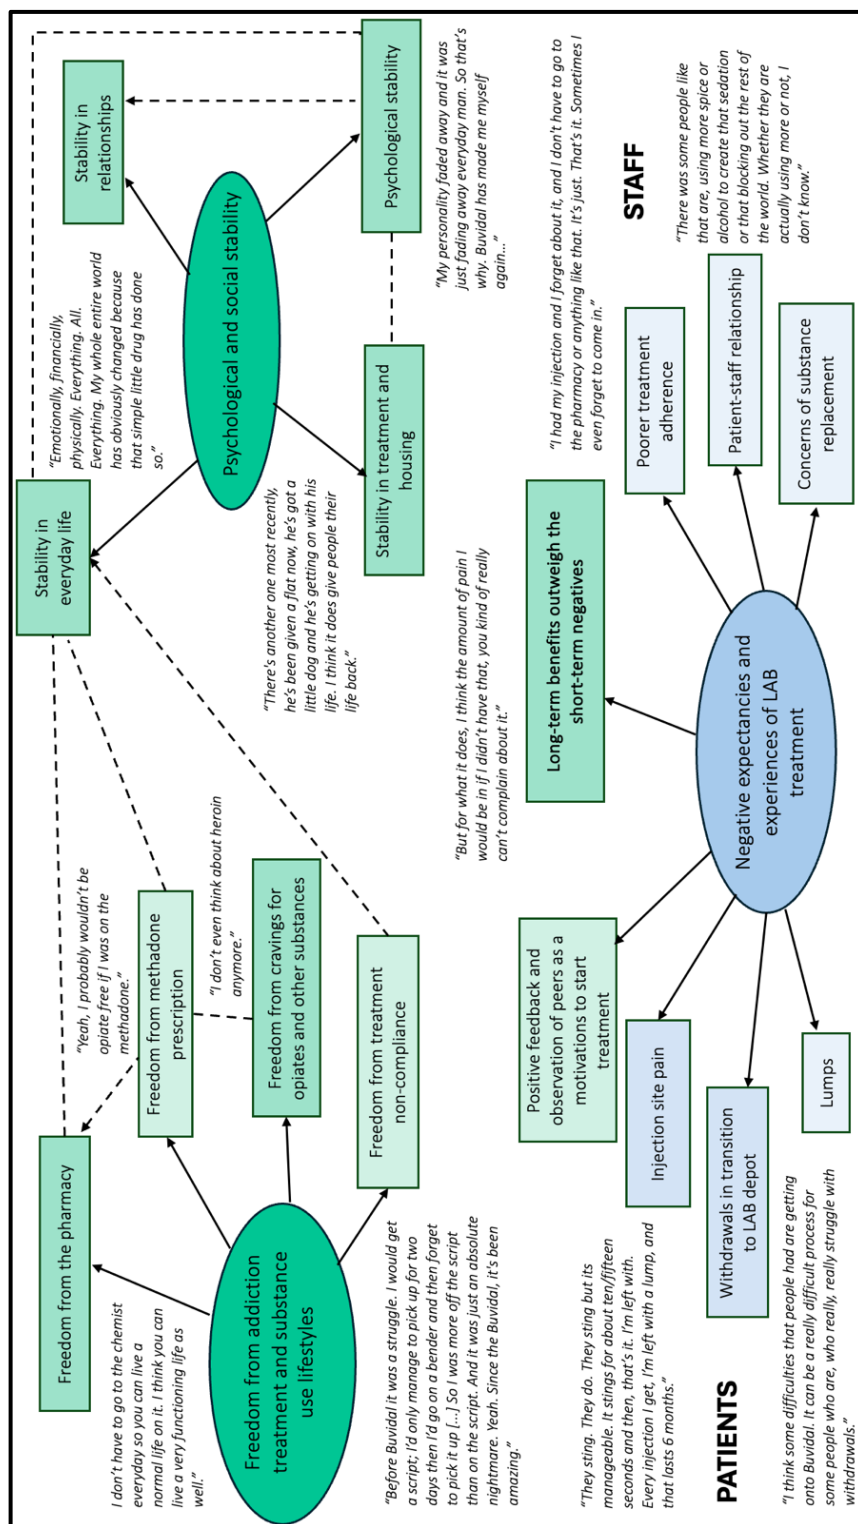 Freedom from the pharmacy
I don't have to go to the chemist
everyday so you can live a
normal life on it. I think you can
live a very functioning life as
well."
"Yeah, I probably wouldn't be
opiate free if I was on the
methadone."
Freedom from methadone
prescription
Freedom from addiction
treatment and substance
use lifestyles
"I don't even think about heroin
anymore."
Freedom from cravings for
opiates and other substances
Freedom from treatment
non-compliance
"Before Buvidal it was a struggle. I would get
a script; I'd only manage to pick up for two
days then I'd go on a bender and then forget
to pick it up [...] So I was more off the script
than on the script. And it was just an absolute
nightmare. Yeah. Since the Buvidal, it's been
amazing."
Stability in
everyday life
"Emotionally, financially,
physically. Everything. All.
Everything. My whole entire world
has obviously changed because
that simple little drug has done
so."
Stability in
relationships
Psychological and social stability
"There's another one most recently,
he's been given a flat now, he's got a
little dog and he's getting on with his
life. I think it does give people their
life back."
Stability in treatment and
housing
Psychological stability
"My personality faded away and it was
just fading away everyday man. So that's
why. Buvidal has made me myself
again..."
"But for what it does, I think the amount of pain I
would be in if I didn't have that, you kind of really
can't complain about it."
Long-term benefits outweigh the
short-term negatives
"I had my injection and I forget about it, and I don't have to go to
the pharmacy or anything like that. It's just. That's it. Sometimes I
even forget to come in."
Positive feedback and
observation of peers as a
motivations to start
treatment
"They sting. They do. They sting but its
manageable. It stings for about ten/fifteen
seconds and then, that's it. I'm left with.
Every injection I get, I'm left with a lump, and
that lasts 6 months."
Injection site pain
PATIENTS
Withdrawals in transition
to LAB depot
"I think some difficulties that people had are getting
onto Buvidal. It can be a really difficult process for
some people who are, who really, really struggle with
withdrawals."
Lumps
Negative expectancies and
experiences of LAB
treatment
STAFF
Poorer treatment
adherence
Patient-staff relationship
Concerns of substance
replacement
"There was some people like
that are, using more spice or
alcohol to create that sedation
or that blocking out the rest of
the world. Whether they are
actually using more or not, I
don't know."